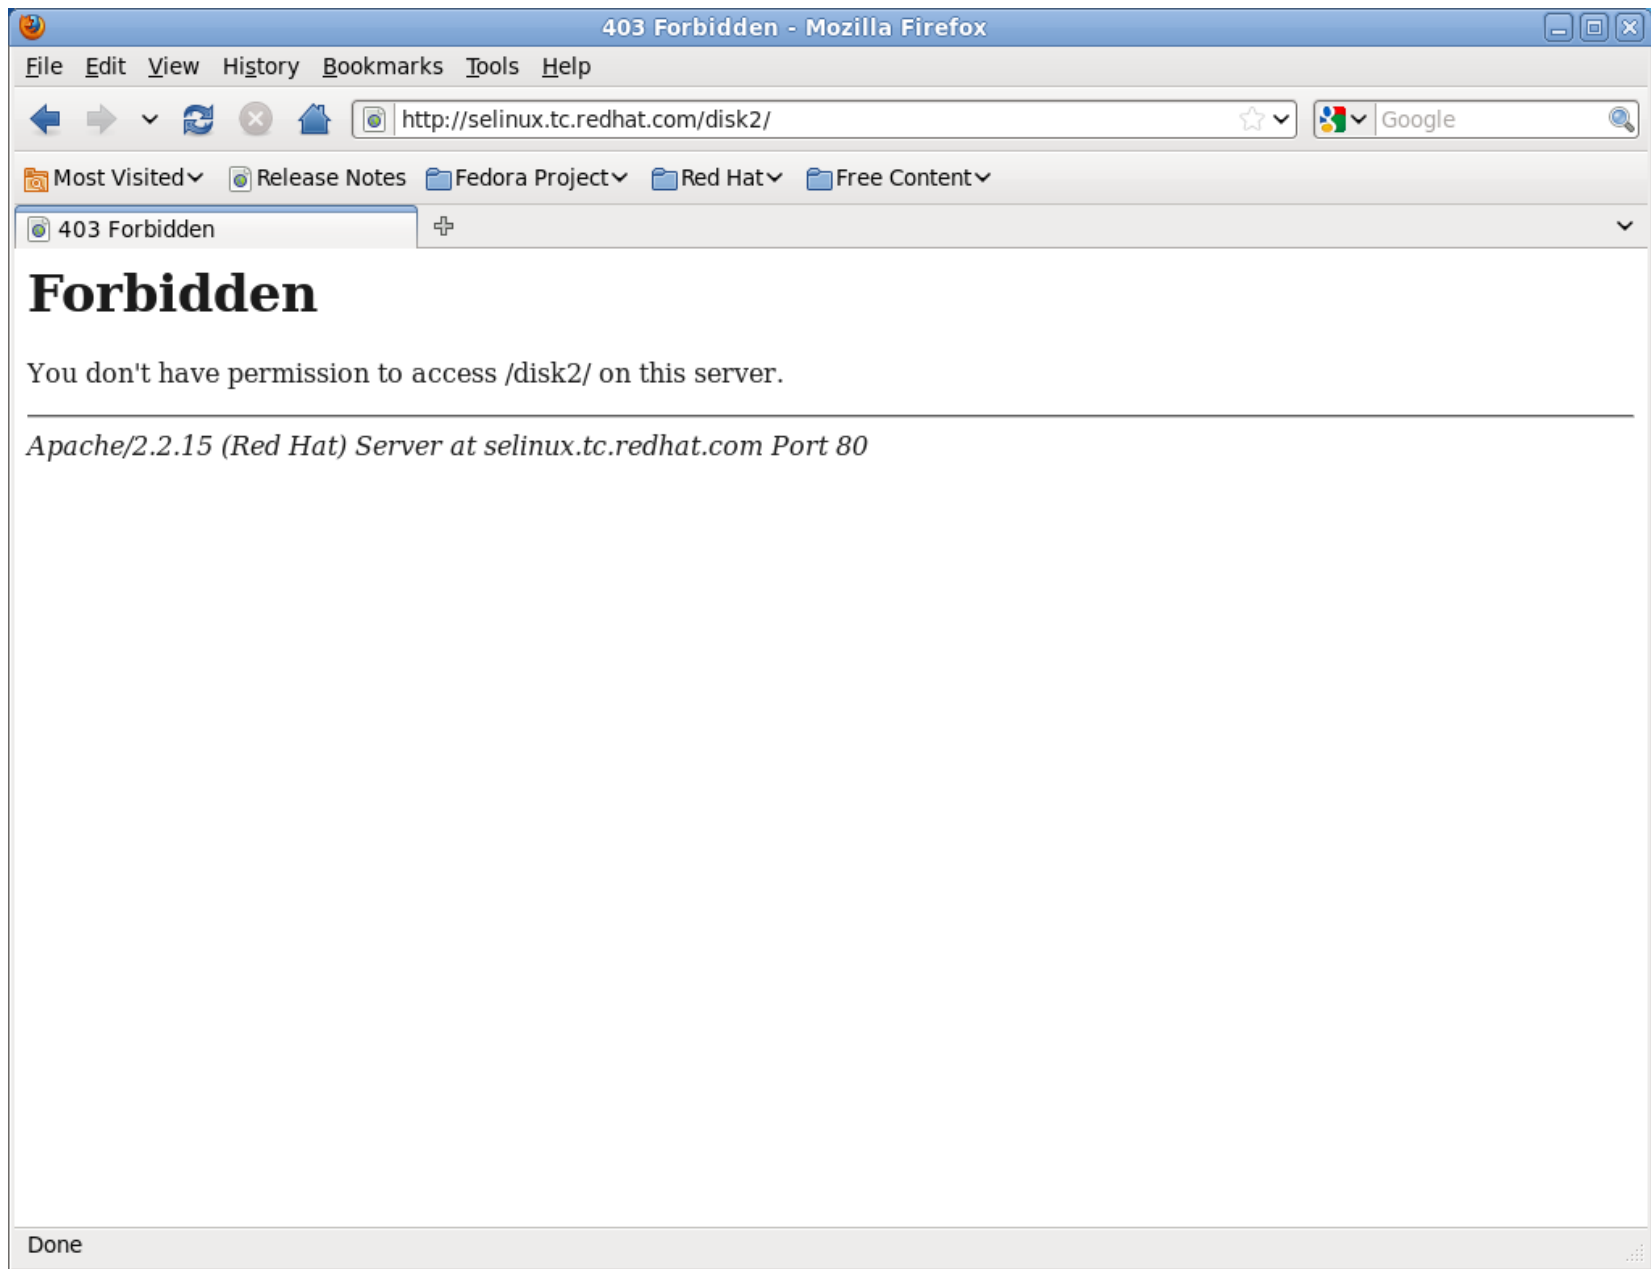 403 Forbidden - Mozilla Firefox
File Edit View History Bookmarks Tools Help
http://selinux.tc.redhat.com/disk2/ Google
Most Visited Release Notes Fedora Project Red Hat Free Content
403 Forbidden
Forbidden
You don't have permission to access /disk2/ on this server.
Apache/2.2.15 (Red Hat) Server at selinux.tc.redhat.com Port 80
Done